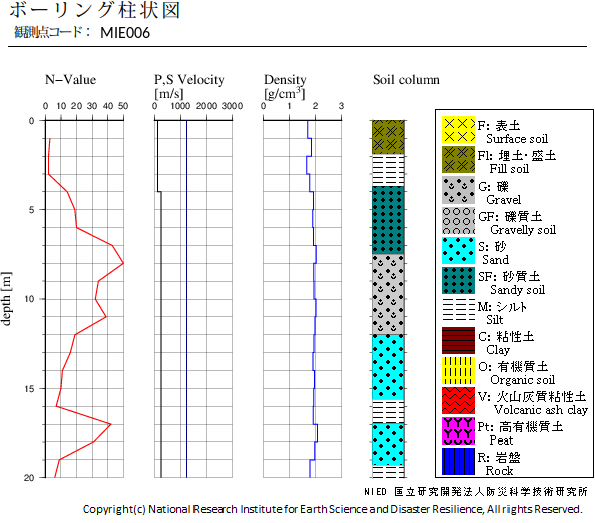 ボーリング柱状図
観測点コード： MIE006
N-Value
P,S Velocity
[m/s]
Density
[g/cm³]
Soil column
0 10 20 30 40 50
0 1000 2000 3000
0 1 2 3
0
5
10
15
20
depth [m]
F: 表土
Surface soil
Fl: 埋土・盛土
Fill soil
G: 礫
Gravel
GF: 礫質土
Gravelly soil
S: 砂
Sand
SF: 砂質土
Sandy soil
M: シルト
Silt
C: 粘性土
Clay
O: 有機質土
Organic soil
V: 火山灰質粘性土
Volcanic ash clay
Pt: 高有機質土
Peat
R: 岩盤
Rock
NIED 国立研究開発法人防災科学技術研究所
Copyright(c) National Research Institute for Earth Science and Disaster Resilience, All rights Reserved.